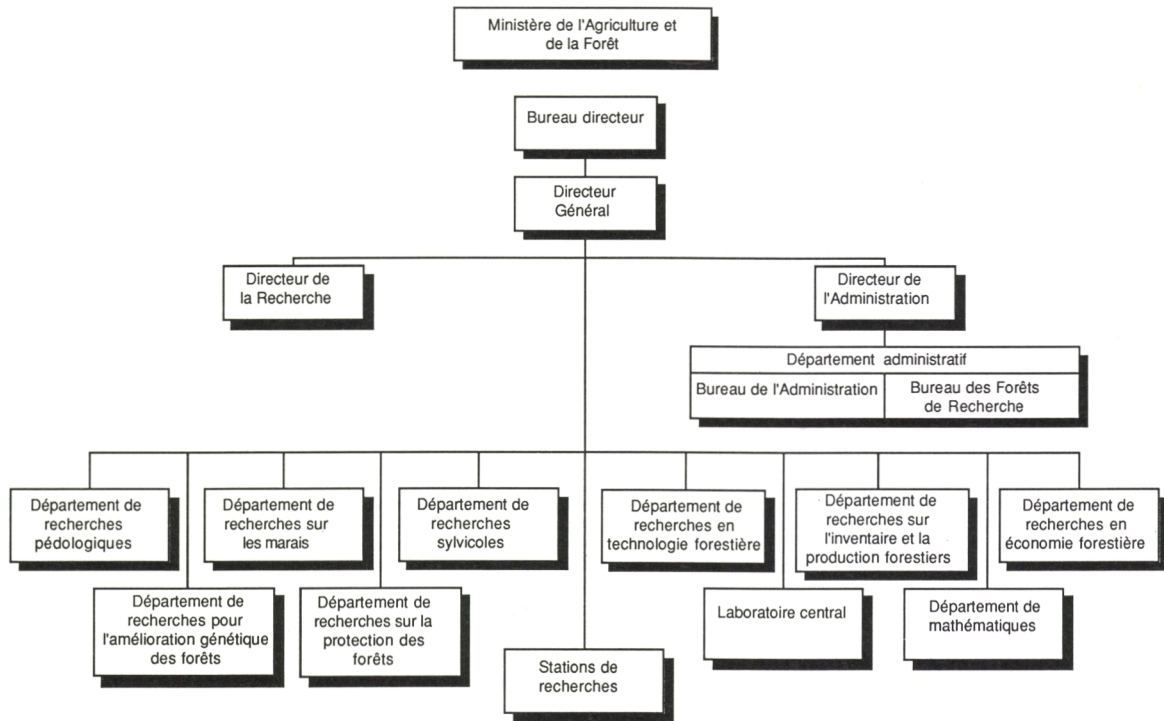 Ministère de l'Agriculture et
de la Forêt
Bureau directeur
Directeur
Général
Directeur de
la Recherche
Directeur de
l'Administration
Département administratif
Bureau de l'Administration
Bureau des Forêts
de Recherche
Département de
recherches
pédologiques
Département de
recherches sur
les marais
Département de
recherches
sylvicoles
Département de
recherches en
technologie forestière
Département de
recherches sur
l'inventaire et la
production forestiers
Département de
recherches en
économie forestière
Département de
recherches pour
l'amélioration génétique
des forêts
Département de
recherches sur la
protection des
forêts
Stations de
recherches
Laboratoire central
Département de
mathématiques